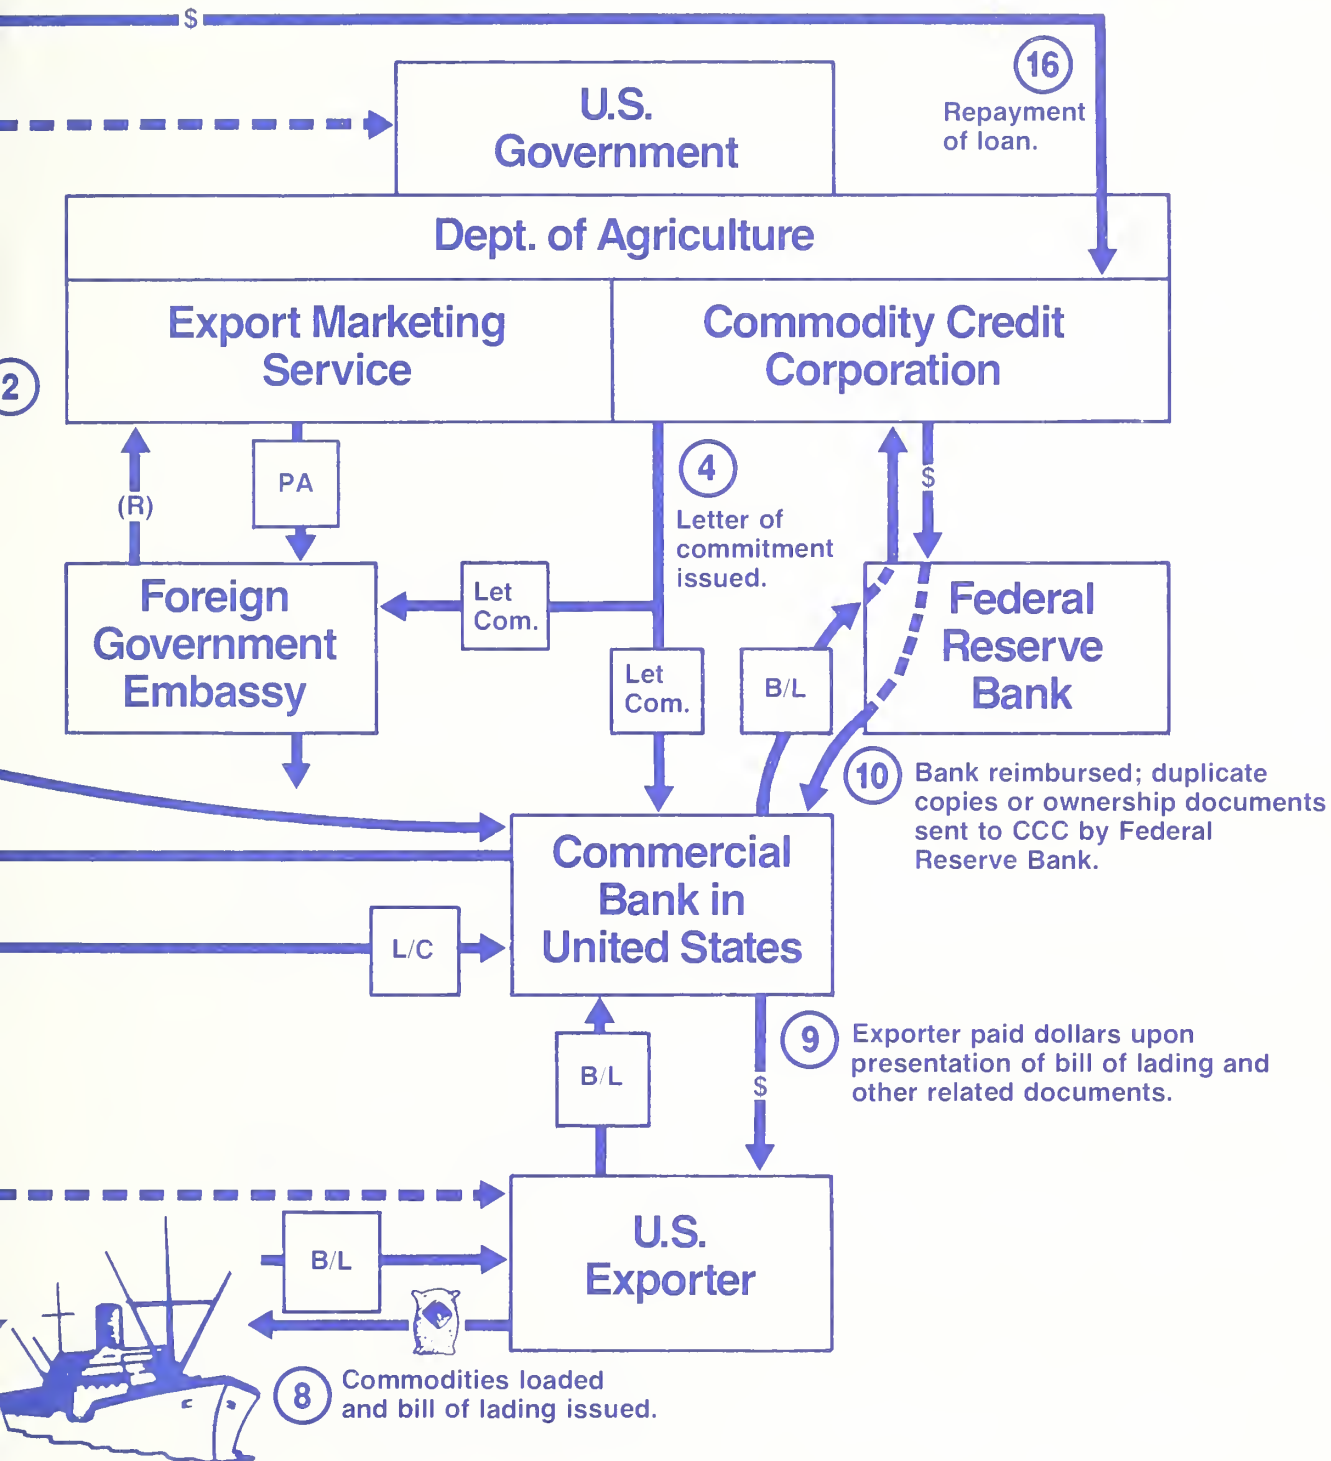 $
16
Repayment
of loan.
U.S.
Government
Dept. of Agriculture
Export Marketing
Service
Commodity Credit
Corporation
2
(R)
PA
4
Letter of
commitment
issued.
$
Foreign
Government
Embassy
Let
Com.
Let
Com.
B/L
Federal
Reserve
Bank
10
Bank reimbursed; duplicate
copies or ownership documents
sent to CCC by Federal
Reserve Bank.
Commercial
Bank in
United States
L/C
B/L
$
9
Exporter paid dollars upon
presentation of bill of lading and
other related documents.
U.S.
Exporter
B/L
8
Commodities loaded
and bill of lading issued.